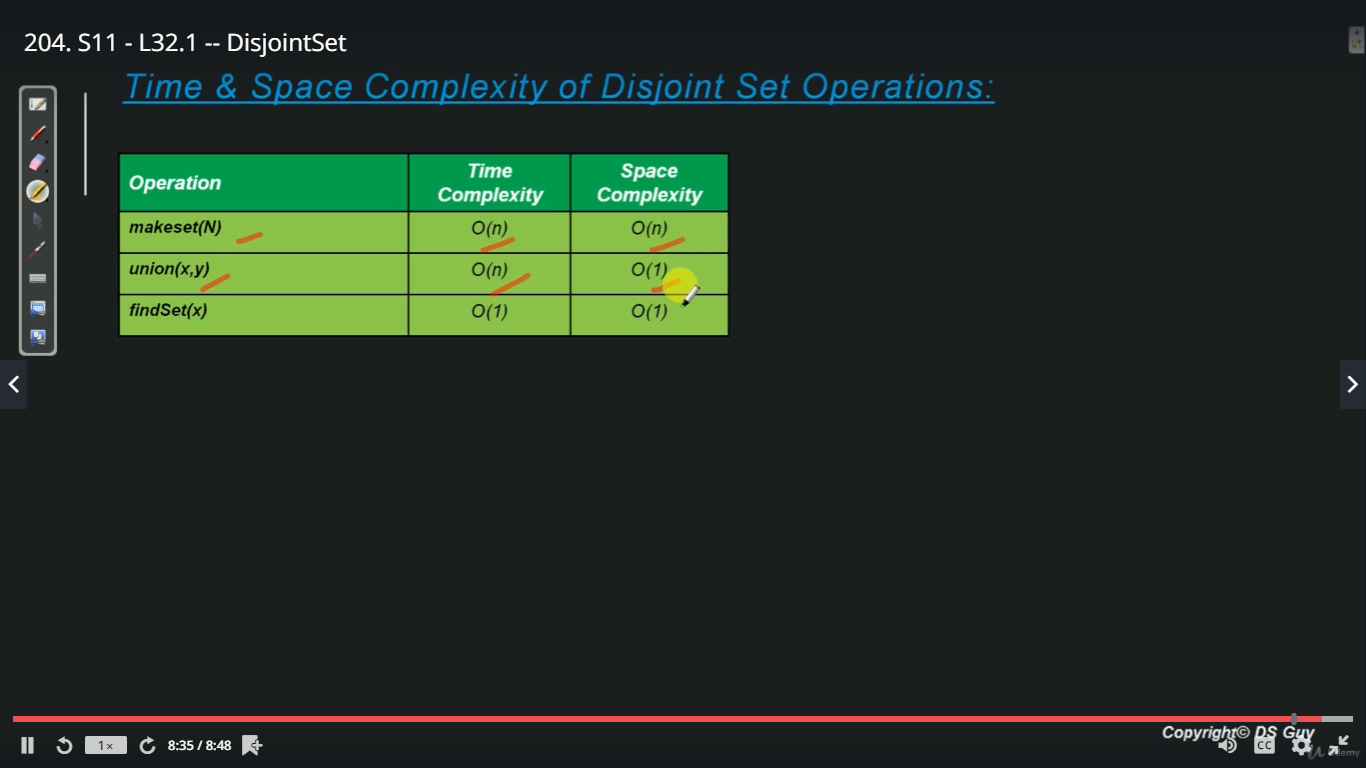 204. S11 - L32.1 -- DisjointSet
Time & Space Complexity of Disjoint Set Operations:
Operation
Time
Complexity
Space
Complexity
makeset(N) O(n) O(n)
union(x,y) O(n) O(1)
findSet(x) O(1) O(1)
Copyright© DS Guy
1× 8:35 / 8:48 CC